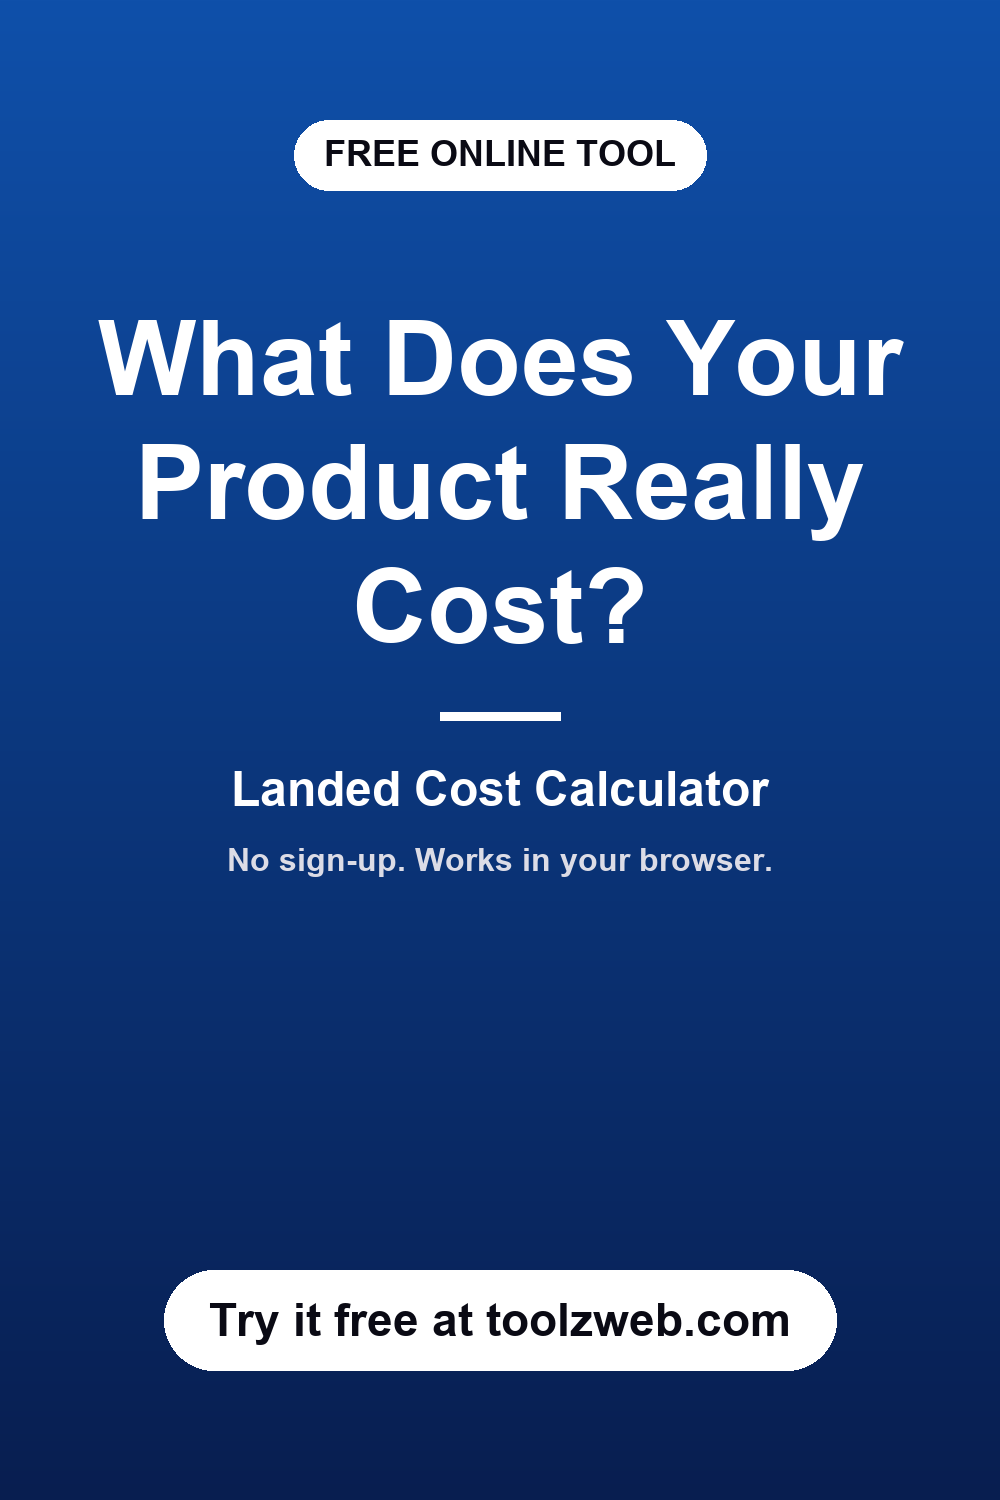 FREE ONLINE TOOL
What Does Your
Product Really
Cost?
Landed Cost Calculator
No sign-up. Works in your browser.
Try it free at toolzweb.com